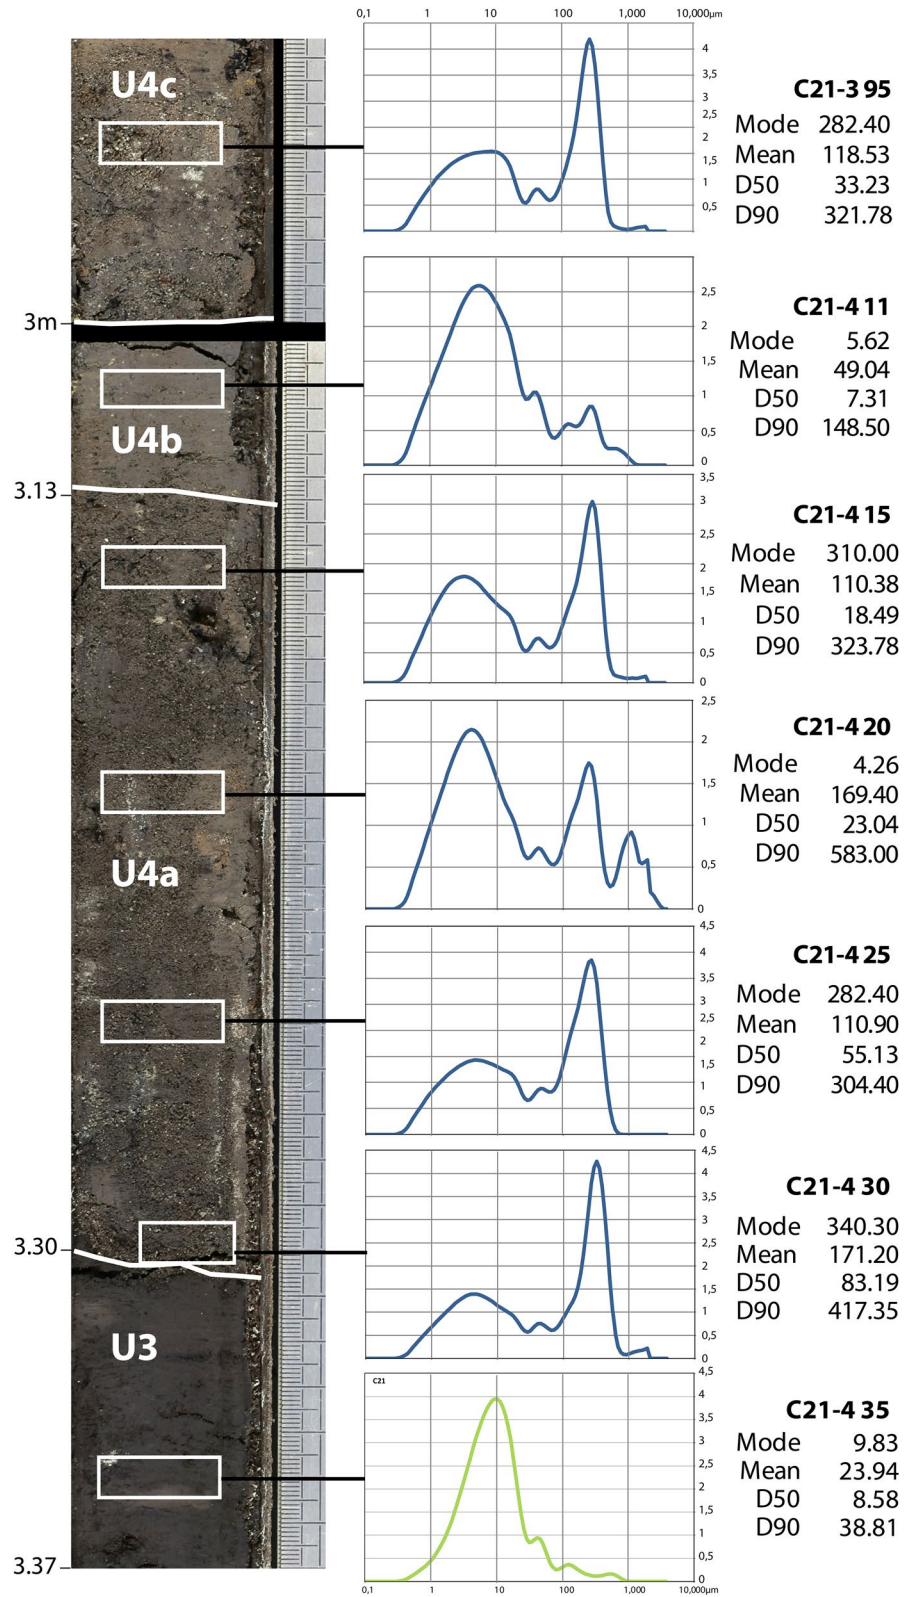 0,1 1 10 100 1,000 10,000µm
U4c
4
3,5
3
2,5
2
1,5
1
0,5
C21-3 95
Mode 282.40
Mean 118.53
D50 33.23
D90 321.78
3m
2,5
2
1,5
1
0,5
0
C21-4 11
Mode 5.62
Mean 49.04
D50 7.31
D90 148.50
U4b
3.13
3,5
3
2,5
2
1,5
1
0,5
0
C21-4 15
Mode 310.00
Mean 110.38
D50 18.49
D90 323.78
2,5
2
1,5
1
0,5
0
C21-4 20
Mode 4.26
Mean 169.40
D50 23.04
D90 583.00
U4a
4,5
4
3,5
3
2,5
2
1,5
1
0,5
0
C21-4 25
Mode 282.40
Mean 110.90
D50 55.13
D90 304.40
3.30
4,5
4
3,5
3
2,5
2
1,5
1
0,5
0
C21-4 30
Mode 340.30
Mean 171.20
D50 83.19
D90 417.35
U3
C21
4,5
4
3,5
3
2,5
2
1,5
1
0,5
0
C21-4 35
Mode 9.83
Mean 23.94
D50 8.58
D90 38.81
3.37
0,1 1 10 100 1,000 10,000µm